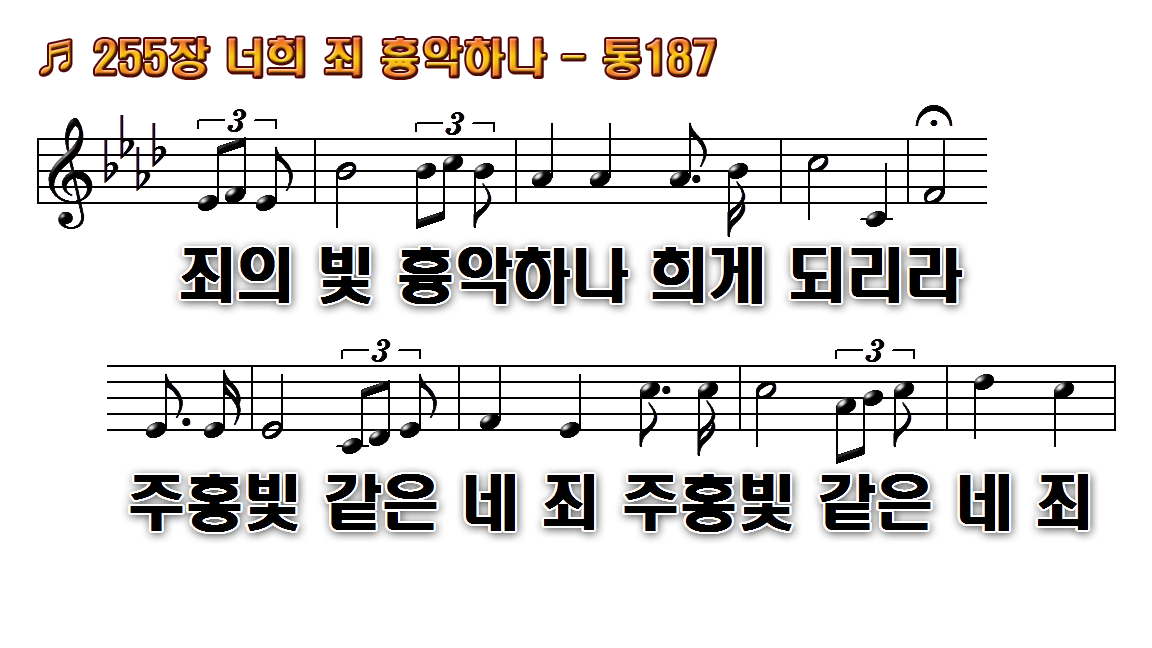 ♬ 255장 너희 죄 흉악하나 - 통187
3 3
죄의 빛 흉악하나 희게 되리라
3 3
주홍빛 같은 네 죄 주홍빛 같은 네 죄